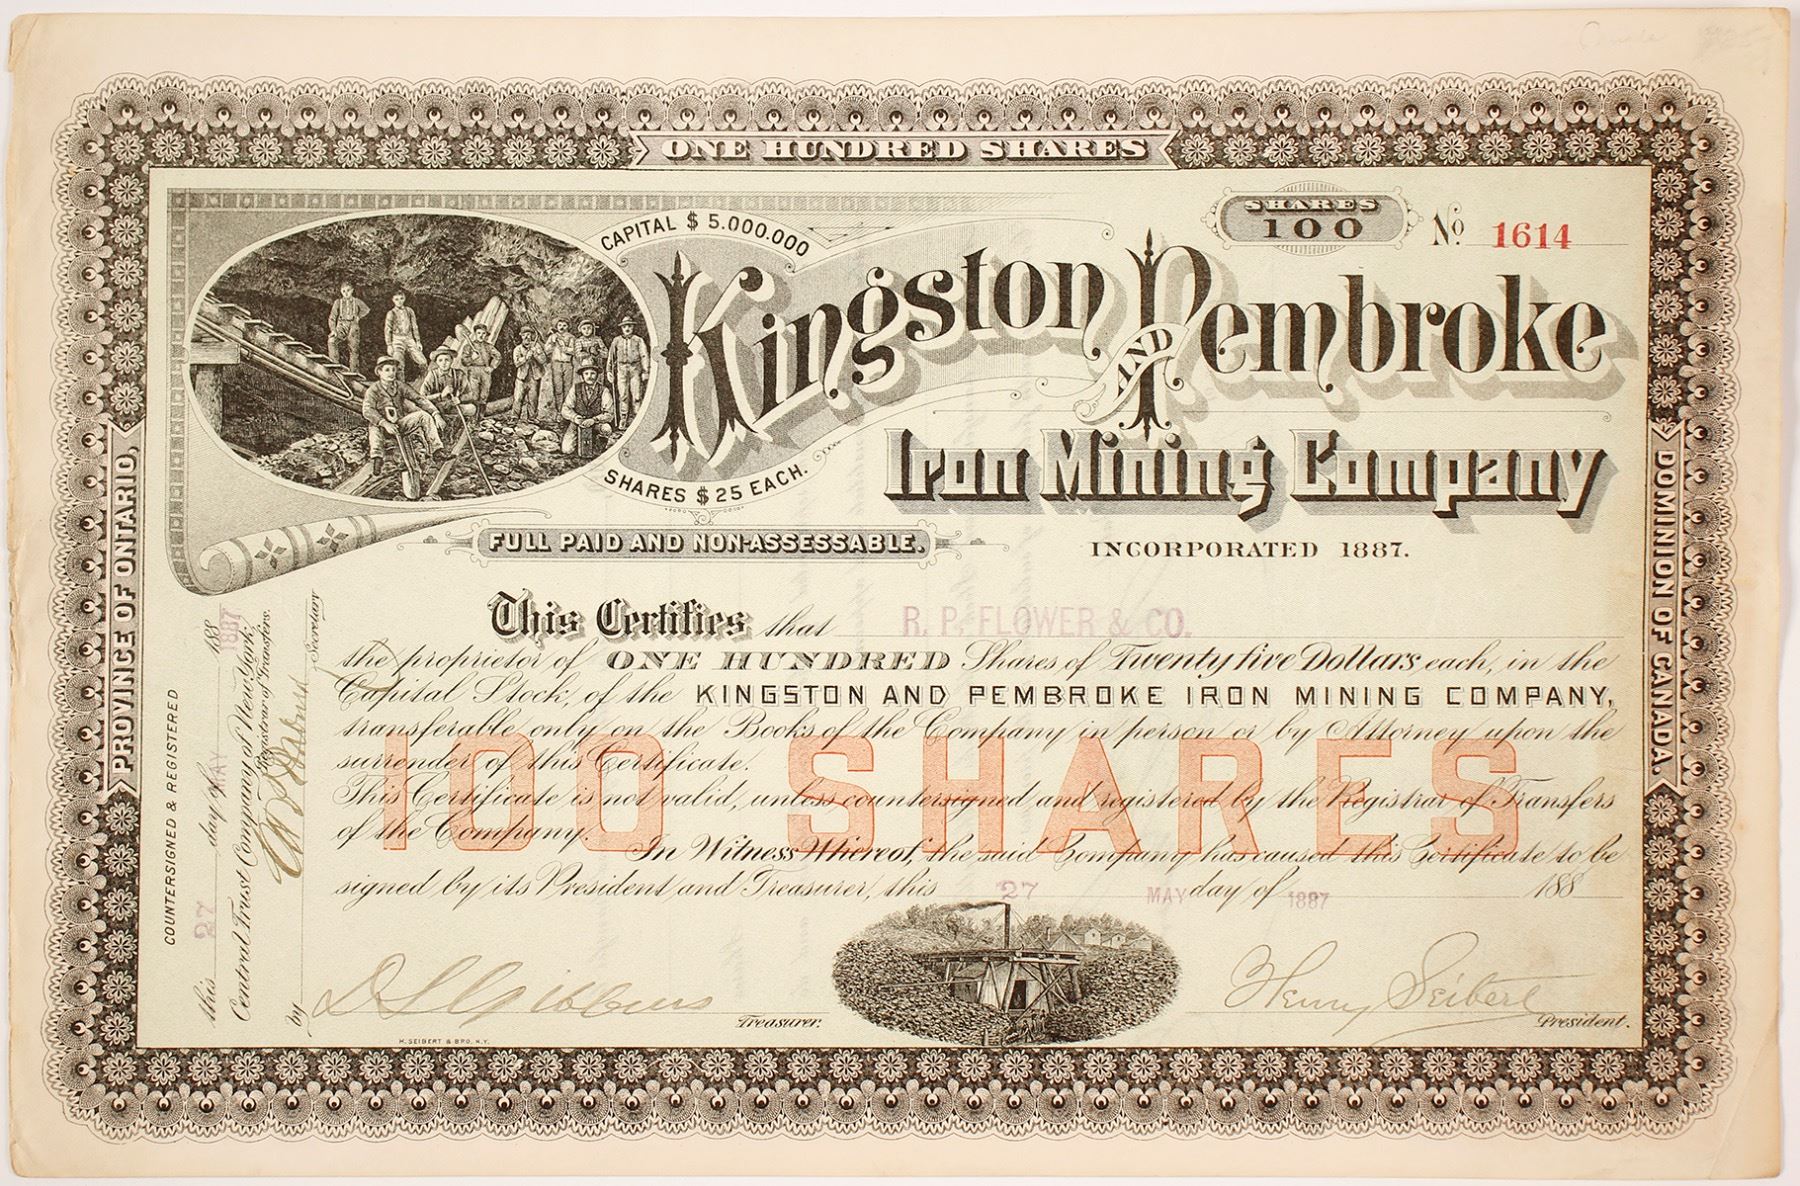 ONE HUNDRED SHARES
SHARES
100
No. 1614
CAPITAL $ 5.000.000
Kingston AND Pembroke
Iron Mining Company
SHARES $ 25 EACH.
FULL PAID AND NON-ASSESSABLE.
INCORPORATED 1887.
PROVINCE OF ONTARIO,
DOMINION OF CANADA.
This Certifies that R. P. FLOWER & CO.
the proprietor of ONE HUNDRED Shares of Twenty five Dollars each, in the
Capital Stock, of the KINGSTON AND PEMBROKE IRON MINING COMPANY,
transferable only on the Books of the Company in person or by Attorney upon the
surrender of this Certificate.
100 SHARES
This Certificate is not valid, unless countersigned and registered by the Registrar of Transfers
of the Company.
In Witness Whereof, the said Company has caused this Certificate to be
signed by its President and Treasurer, this 27 MAY day of 1887 188
Treasurer.
Henry Seibert
President.
H. SEIBERT & BRO. N.Y.
COUNTERSIGNED & REGISTERED
this 27 day of MAY 188 1887
Central Trust Company of New York,
Registrar of Transfers.
by
Secretary